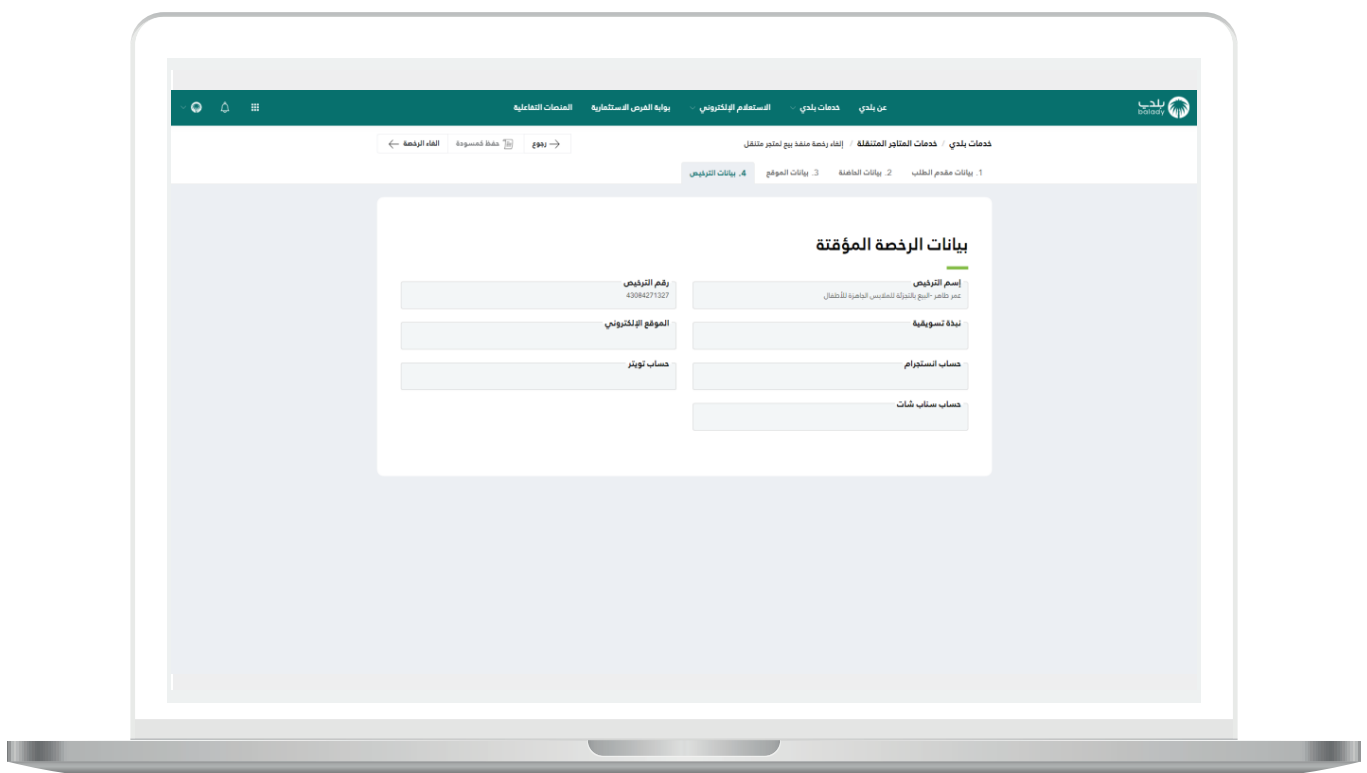 بلدي
balady
عن بلدي خدمات بلدي الاستعلام الإلكتروني بوابة الفرص الاستثمارية المنصات التفاعلية
خدمات بلدي / خدمات المتاجر المتنقلة / إلغاء رخصة منفذ بيع لمتجر متنقل
رجوع حفظ كمسودة الغاء الرخصة
1. بيانات مقدم الطلب 2. بيانات الحاضنة 3. بيانات الموقع 4. بيانات الترخيص
بيانات الرخصة المؤقتة
إسم الترخيص
عمر طاهر -البيع بالتجزئة للملابس الجاهزة للأطفال
رقم الترخيص
43084271327
نبذة تسويقية
الموقع الإلكتروني
حساب انستجرام
حساب تويتر
حساب سناب شات